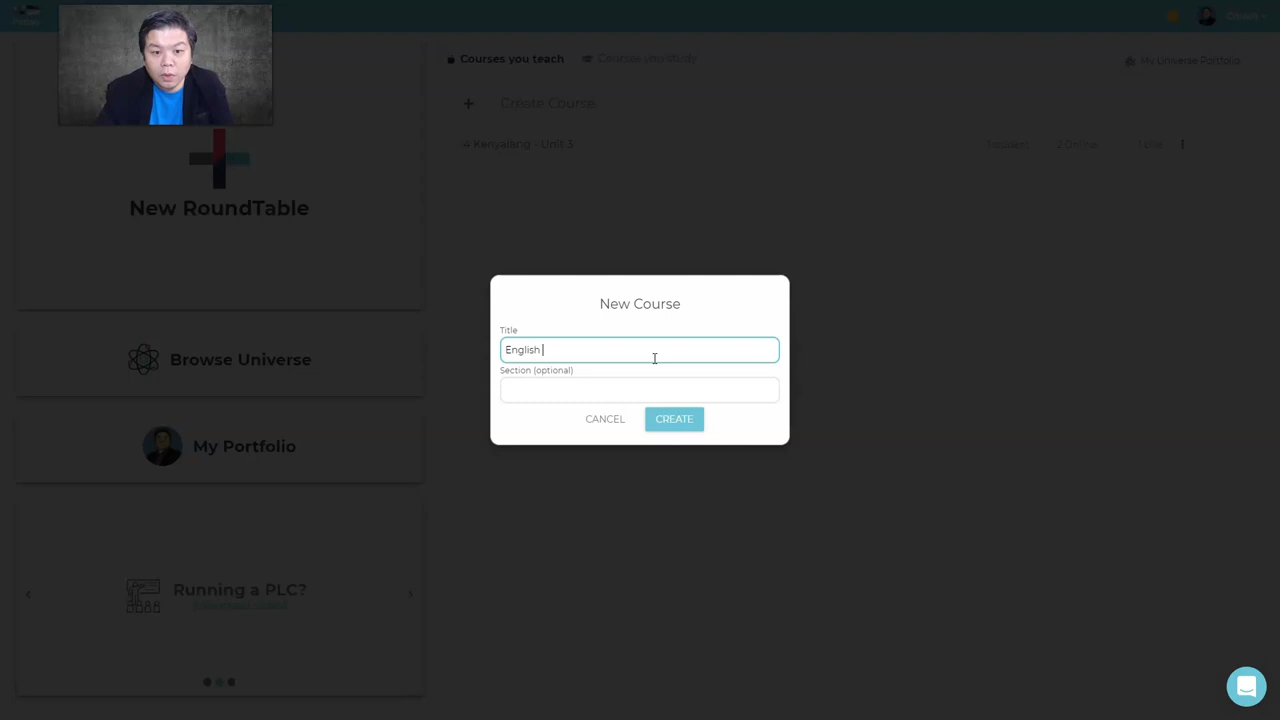 Courses you teach
Courses you study
My Universe Portfolio
Create Course
Kenyalang - Unit 3
New RoundTable
New Course
Title
English
Section (optional)
CANCEL
CREATE
Browse Universe
My Portfolio
Running a PLC?